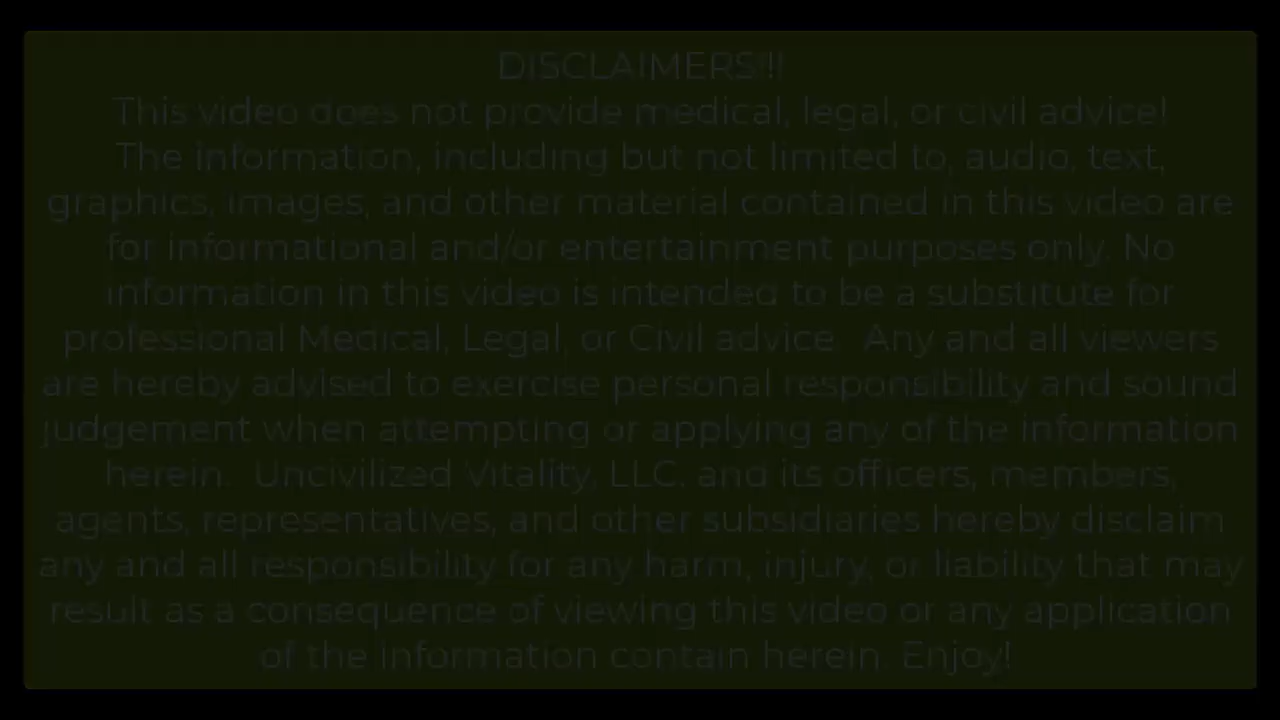 DISCLAIMERS!!!
This video does not provide medical, legal, or civil advice!
The information, including but not limited to, audio, text,
graphics, images, and other material contained in this video are
for informational and/or entertainment purposes only. No
information in this video is intended to be a substitute for
professional Medical, Legal, or Civil advice. Any and all viewers
are hereby advised to exercise personal responsibility and sound
judgement when attempting or applying any of the information
herein. Uncivilized Vitality, LLC. and its officers, members,
agents, representatives, and other subsidiaries hereby disclaim
any and all responsibility for any harm, injury, or liability that may
result as a consequence of viewing this video or any application
of the information contain herein. Enjoy!